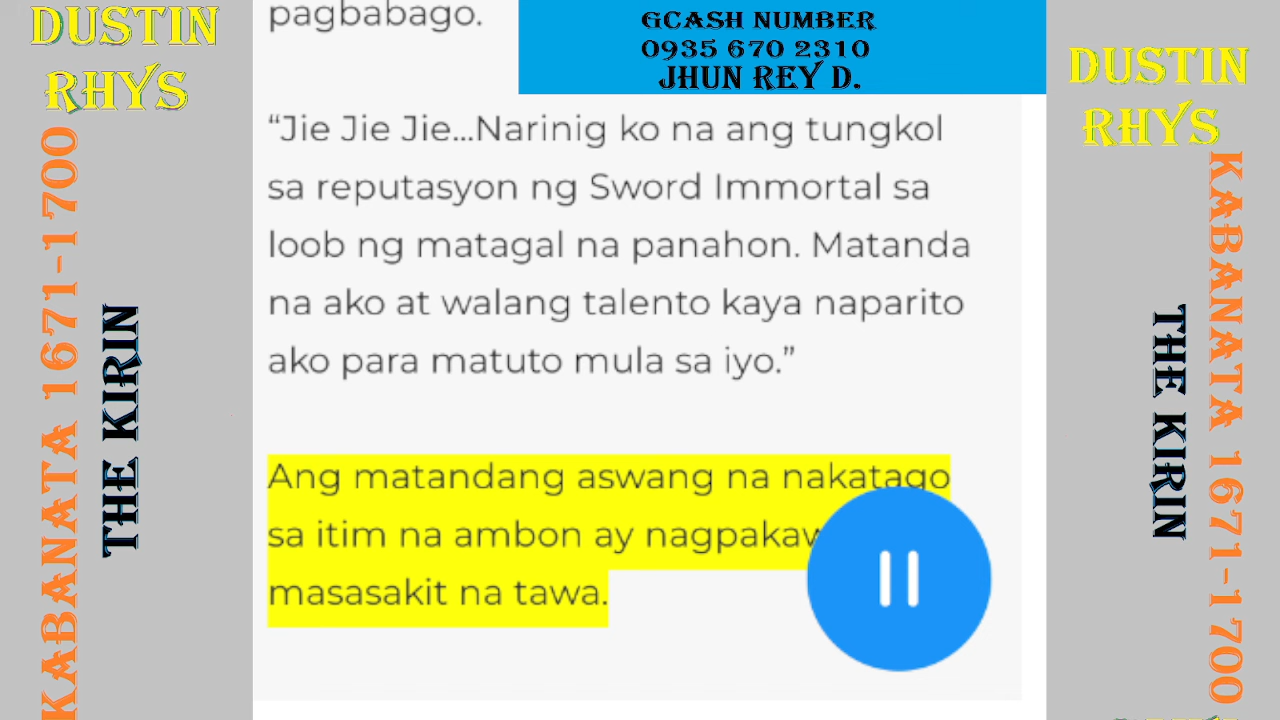 DUSTIN
RHYS
KABANATA 1671-1700
THE KIRIN
pagbabago.
GCASH NUMBER
0935 670 2310
JHUN REY D.
“Jie Jie Jie...Narinig ko na ang tungkol
sa reputasyon ng Sword Immortal sa
loob ng matagal na panahon. Matanda
na ako at walang talento kaya naparito
ako para matuto mula sa iyo.”
Ang matandang aswang na nakatago
sa itim na ambon ay
masasakit na tawa.
DUSTIN
RHYS
KABANATA 1671-1700
THE KIRIN